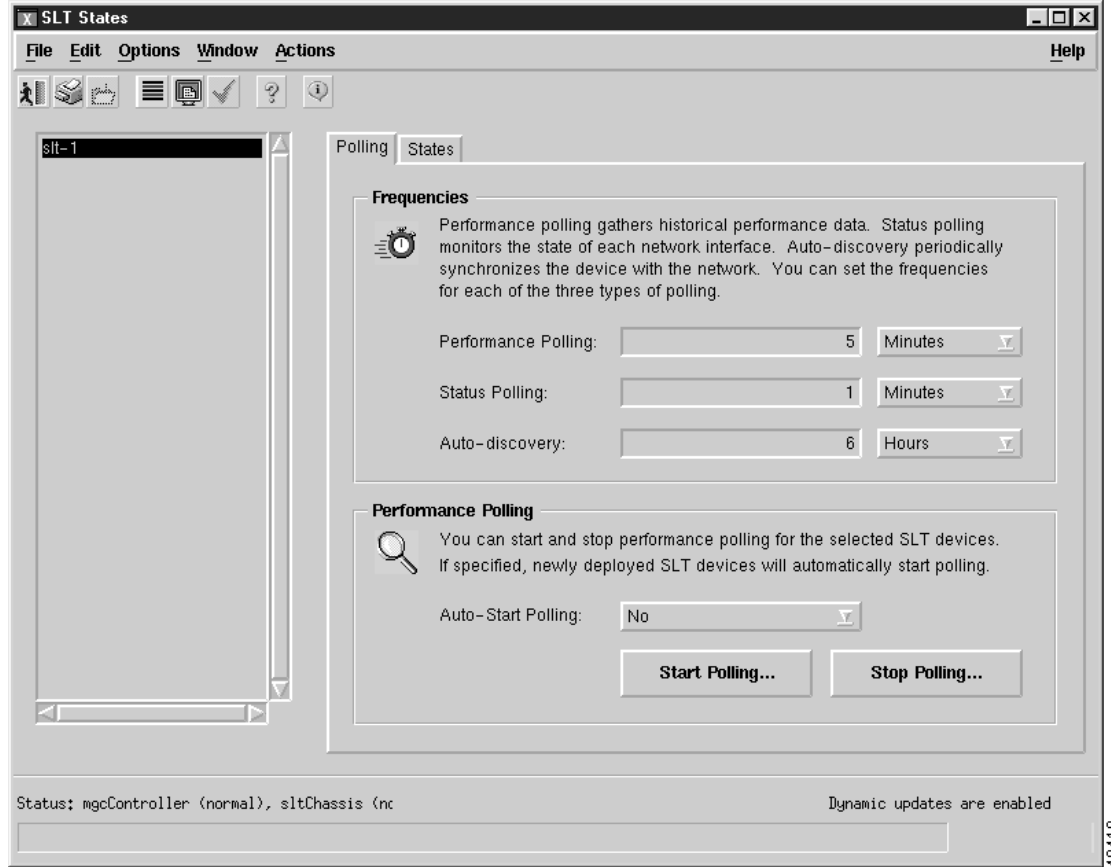 SLT States
File Edit Options Window Actions Help
slt-1
Polling States
Frequencies
Performance polling gathers historical performance data. Status polling
monitors the state of each network interface. Auto-discovery periodically
synchronizes the device with the network. You can set the frequencies
for each of the three types of polling.
Performance Polling: 5 Minutes
Status Polling: 1 Minutes
Auto-discovery: 6 Hours
Performance Polling
You can start and stop performance polling for the selected SLT devices.
If specified, newly deployed SLT devices will automatically start polling.
Auto-Start Polling: No
Start Polling... Stop Polling...
Status: mgcController (normal), sltChassis (no
Dynamic updates are enabled